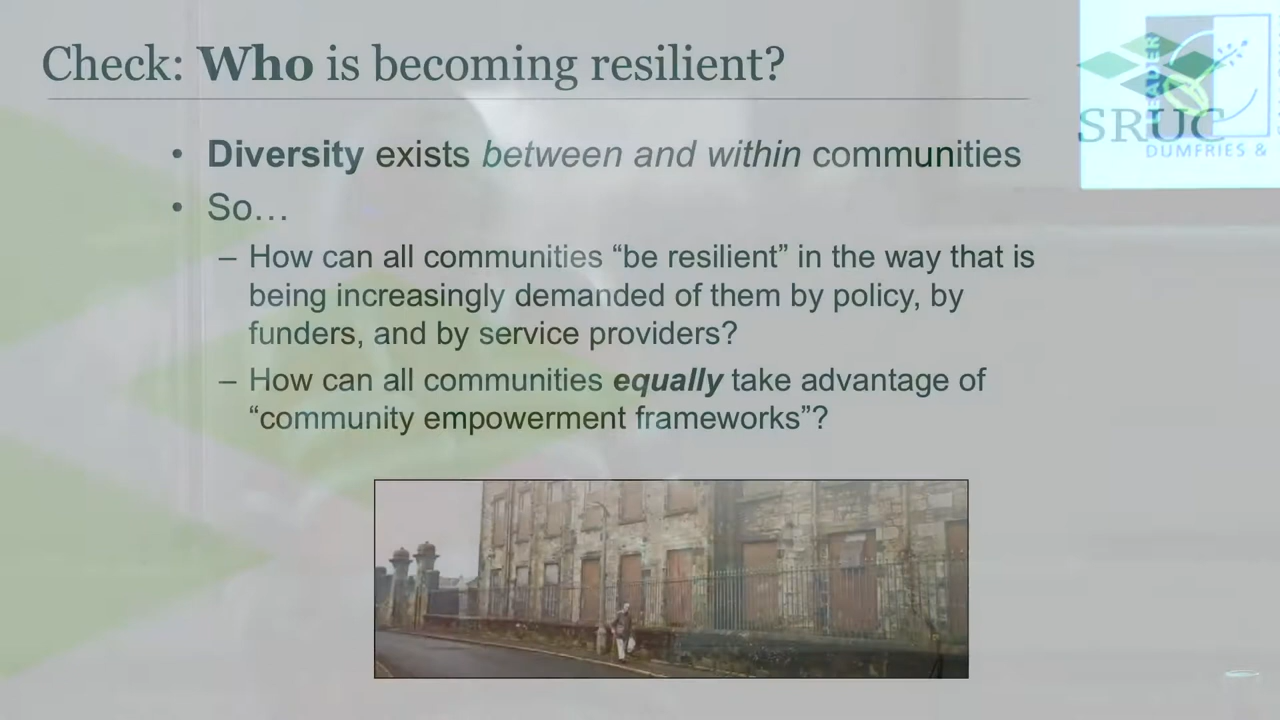 Check: Who is becoming resilient?
• Diversity exists between and within communities
• So…
– How can all communities “be resilient” in the way that is
being increasingly demanded of them by policy, by
funders, and by service providers?
– How can all communities equally take advantage of
“community empowerment frameworks”?
SRUC
DUMFRIES &